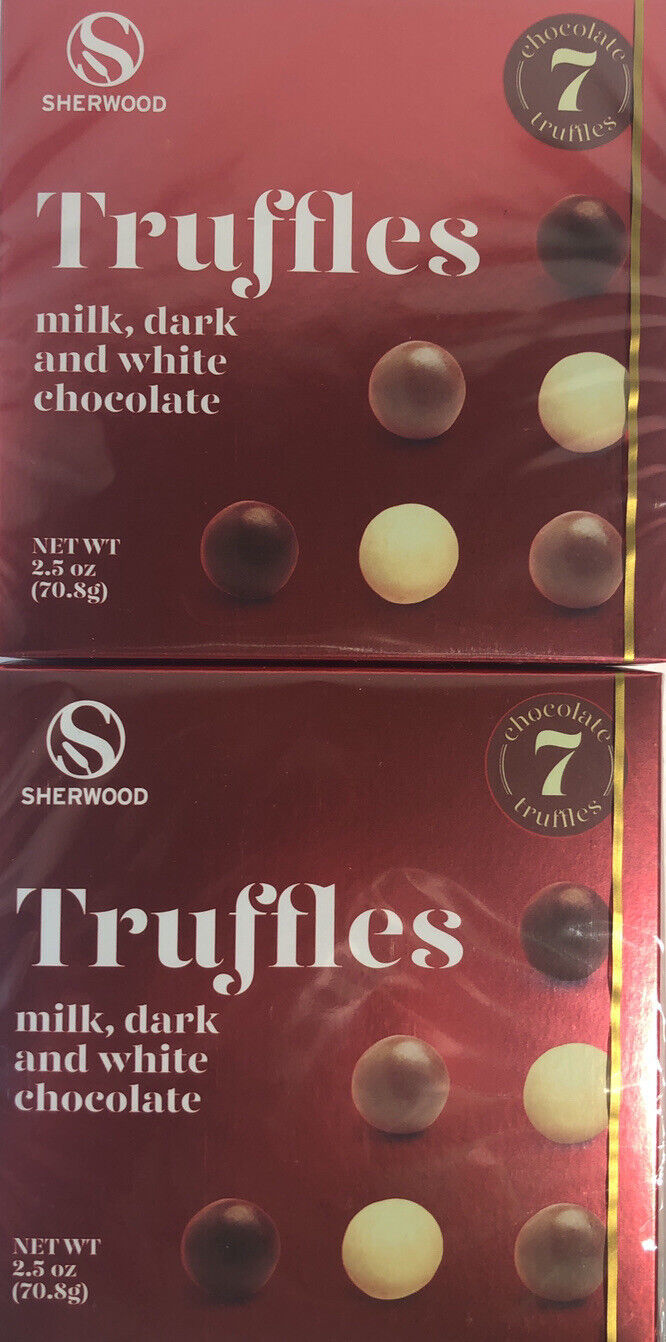 SHERWOOD
chocolate
7
truffles
Truffles
milk, dark
and white
chocolate
NET WT
2.5 oz
(70.8g)
SHERWOOD
chocolate
7
truffles
Truffles
milk, dark
and white
chocolate
NET WT
2.5 oz
(70.8g)